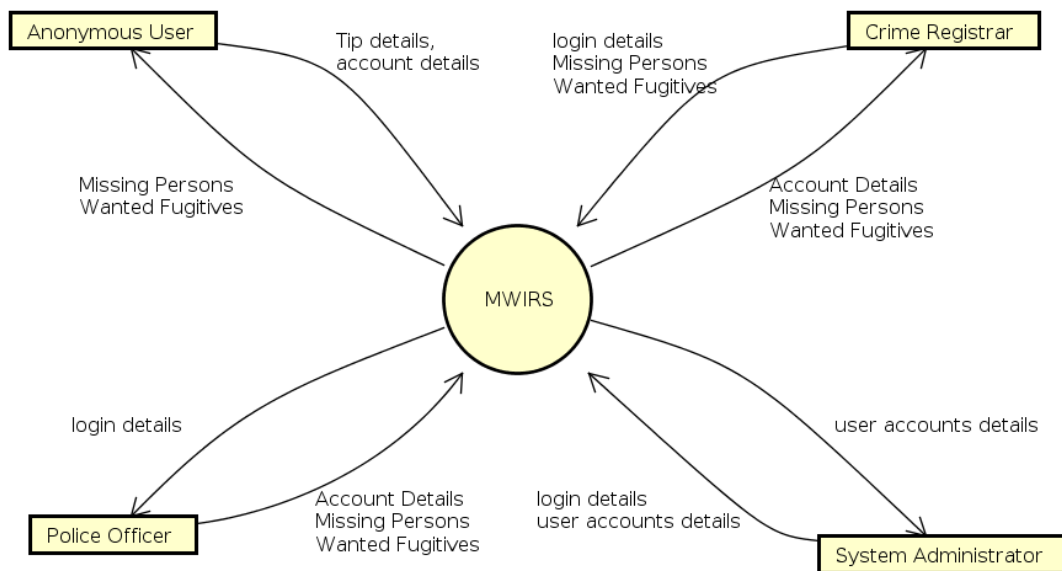 Anonymous User
Crime Registrar
Tip details,
account details
login details
Missing Persons
Wanted Fugitives
Missing Persons
Wanted Fugitives
Account Details
Missing Persons
Wanted Fugitives
MWIRS
login details
user accounts details
Account Details
Missing Persons
Wanted Fugitives
login details
user accounts details
Police Officer
System Administrator